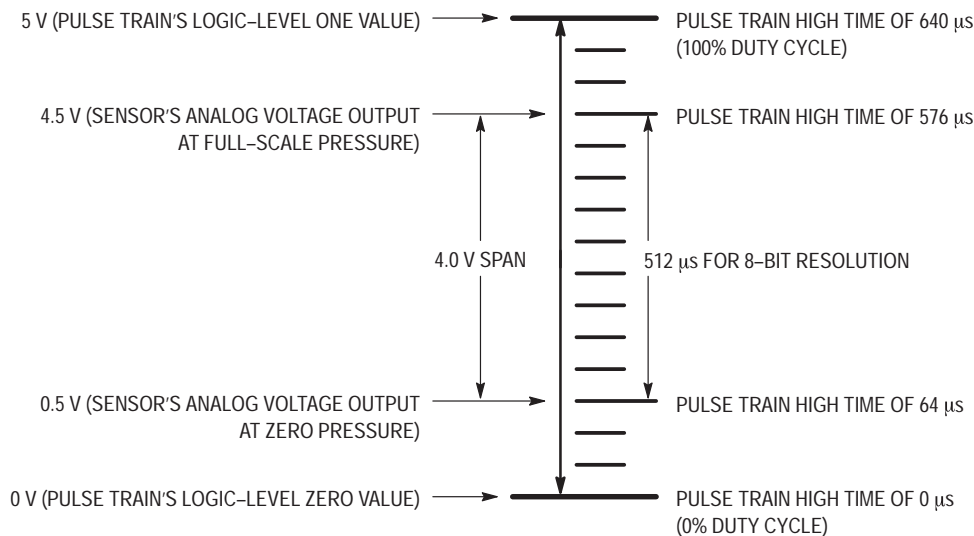 5 V (PULSE TRAIN'S LOGIC–LEVEL ONE VALUE)
PULSE TRAIN HIGH TIME OF 640 μs
(100% DUTY CYCLE)
4.5 V (SENSOR'S ANALOG VOLTAGE OUTPUT
AT FULL–SCALE PRESSURE)
PULSE TRAIN HIGH TIME OF 576 μs
4.0 V SPAN
512 μs FOR 8–BIT RESOLUTION
0.5 V (SENSOR'S ANALOG VOLTAGE OUTPUT
AT ZERO PRESSURE)
PULSE TRAIN HIGH TIME OF 64 μs
0 V (PULSE TRAIN'S LOGIC–LEVEL ZERO VALUE)
PULSE TRAIN HIGH TIME OF 0 μs
(0% DUTY CYCLE)